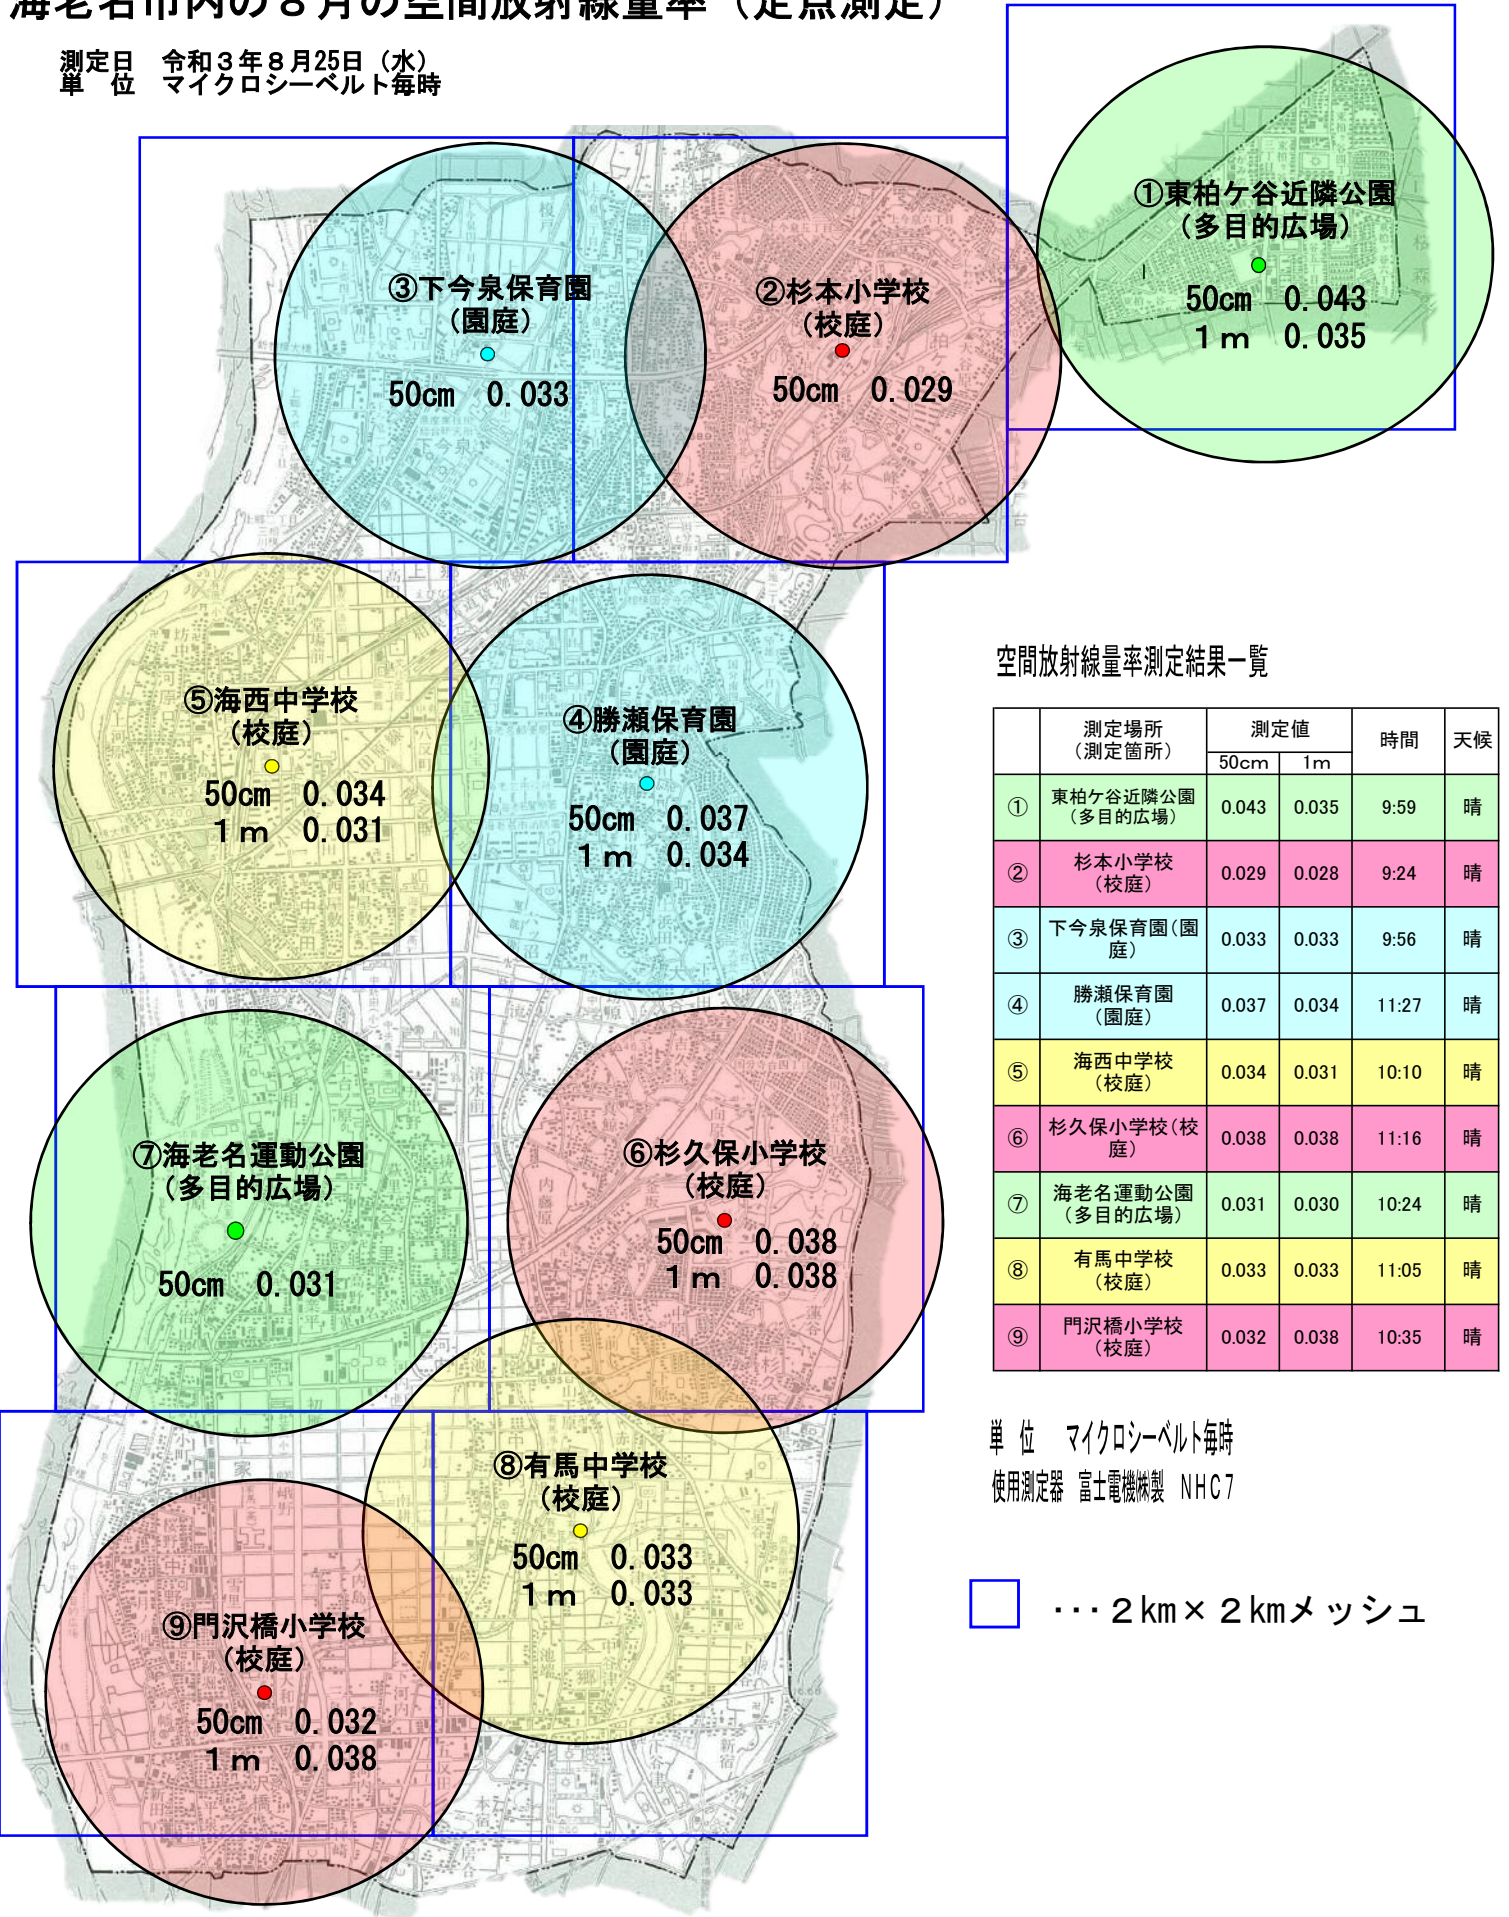 海老名市内の８月の空間放射線量率（定点測定）
測定日　令和３年８月25日（水）
単　位　マイクロシーベルト毎時
①東柏ケ谷近隣公園
（多目的広場）
50cm　0.043
１ｍ　0.035
③下今泉保育園
（園庭）
50cm　0.033
②杉本小学校
（校庭）
50cm　0.029
⑤海西中学校
（校庭）
50cm　0.034
１ｍ　0.031
④勝瀬保育園
（園庭）
50cm　0.037
１ｍ　0.034
⑦海老名運動公園
（多目的広場）
50cm　0.031
⑥杉久保小学校
（校庭）
50cm　0.038
１ｍ　0.038
⑧有馬中学校
（校庭）
50cm　0.033
１ｍ　0.033
⑨門沢橋小学校
（校庭）
50cm　0.032
１ｍ　0.038
空間放射線量率測定結果一覧
測定場所
（測定箇所）
測定値
50cm　1m
時間
天候
①　東柏ケ谷近隣公園
（多目的広場）
0.043　0.035　9:59　晴
②　杉本小学校
（校庭）
0.029　0.028　9:24　晴
③　下今泉保育園（園
庭）
0.033　0.033　9:56　晴
④　勝瀬保育園
（園庭）
0.037　0.034　11:27　晴
⑤　海西中学校
（校庭）
0.034　0.031　10:10　晴
⑥　杉久保小学校（校
庭）
0.038　0.038　11:16　晴
⑦　海老名運動公園
（多目的広場）
0.031　0.030　10:24　晴
⑧　有馬中学校
（校庭）
0.033　0.033　11:05　晴
⑨　門沢橋小学校
（校庭）
0.032　0.038　10:35　晴
単　位　マイクロシーベルト毎時
使用測定器　富士電機㈱製　ＮＨＣ７
･･･２km×２kmメッシュ